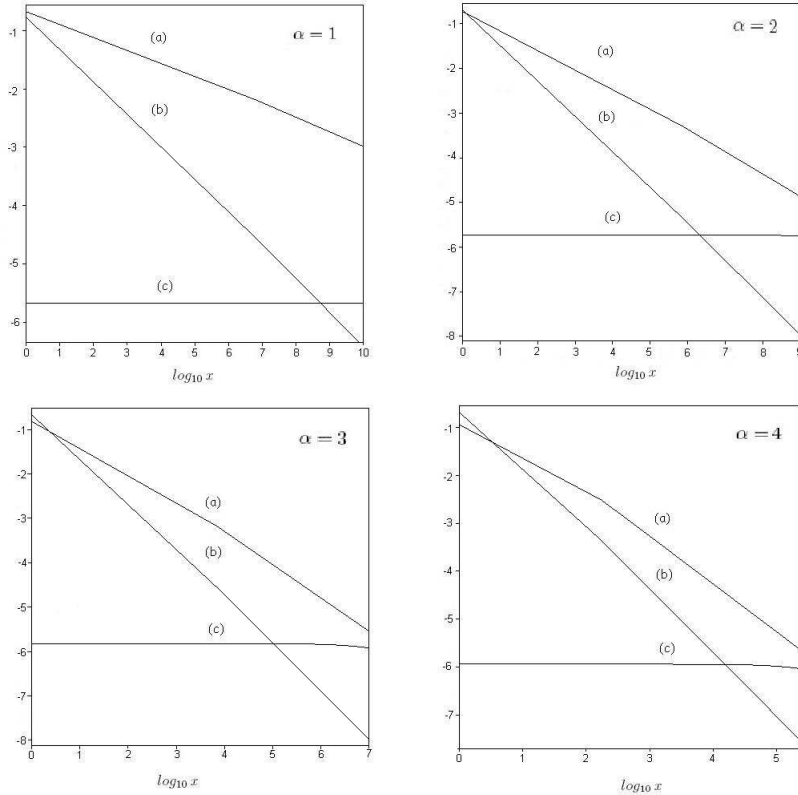 α = 1
(a)
(b)
(c)
-1
-2
-3
-4
-5
-6
0 1 2 3 4 5 6 7 8 9 10
log10 x
α = 2
(a)
(b)
(c)
-1
-2
-3
-4
-5
-6
-7
-8
0 1 2 3 4 5 6 7 8 9
log10 x
α = 3
(a)
(b)
(c)
-1
-2
-3
-4
-5
-6
-7
-8
0 1 2 3 4 5 6 7
log10 x
α = 4
(a)
(b)
(c)
-1
-2
-3
-4
-5
-6
-7
0 1 2 3 4 5
log10 x